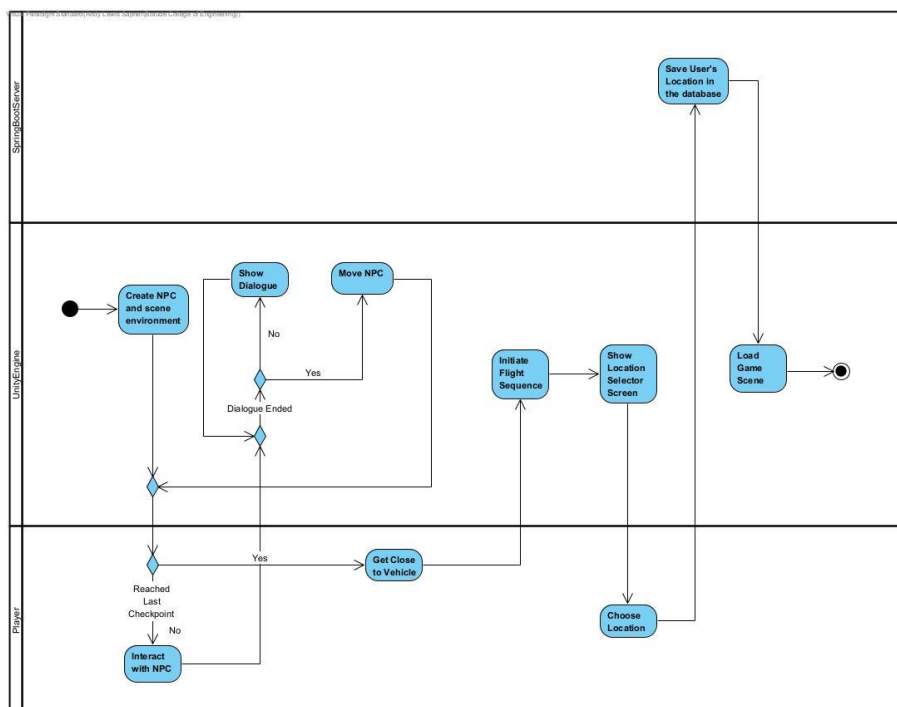 SpringBootServer
Save User's
Location in
the database
UnityEngine
Create NPC
and scene
environment
Show
Dialogue
Move NPC
No
Yes
Dialogue Ended
Initiate
Flight
Sequence
Show
Location
Selector
Screen
Load
Game
Scene
Player
Yes
Get Close
to Vehicle
Reached
Last
Checkpoint
No
Interact
with NPC
Choose
Location